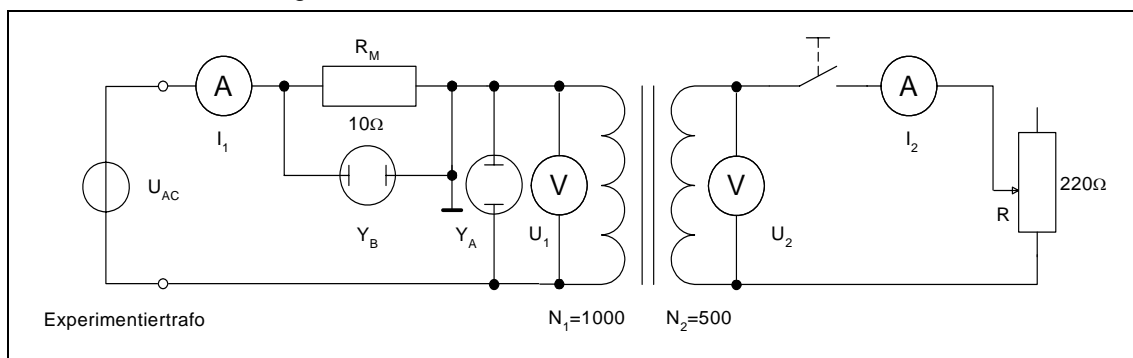 R_M
A
10Ω
I_1
U_AC
Y_B
Y_A
V
U_1
V
U_2
A
I_2
220Ω
R
Experimentiertrafo
N_1=1000
N_2=500